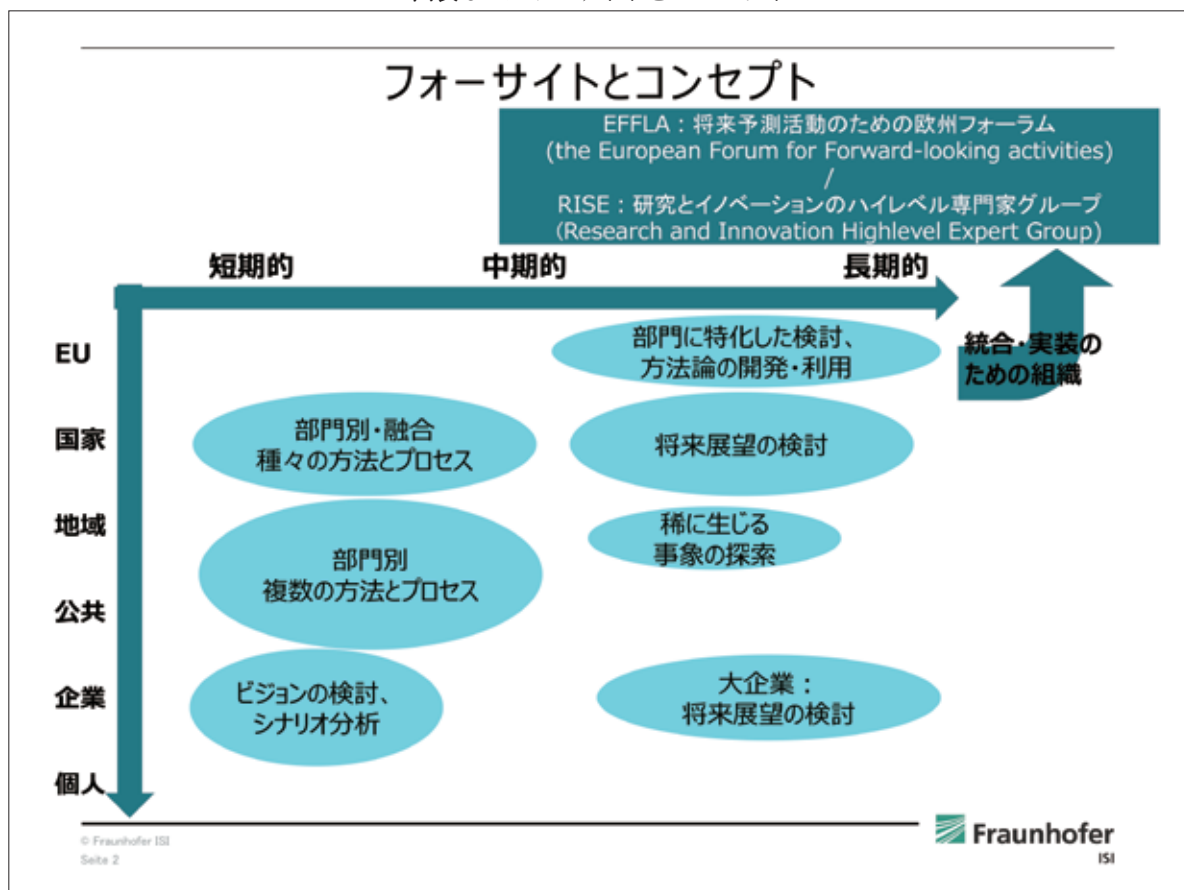 フォーサイトとコンセプト
EFFLA：将来予測活動のための欧州フォーラム
(the European Forum for Forward-looking activities)
/
RISE：研究とイノベーションのハイレベル専門家グループ
(Research and Innovation Highlevel Expert Group)
短期的
中期的
長期的
EU
部門に特化した検討、
方法論の開発・利用
統合・実装の
ための組織
国家
部門別・融合
種々の方法とプロセス
将来展望の検討
地域
稀に生じる
事象の探索
部門別
複数の方法とプロセス
公共
企業
ビジョンの検討、
シナリオ分析
大企業：
将来展望の検討
個人
© Fraunhofer ISI
Seite 2
Fraunhofer
ISI